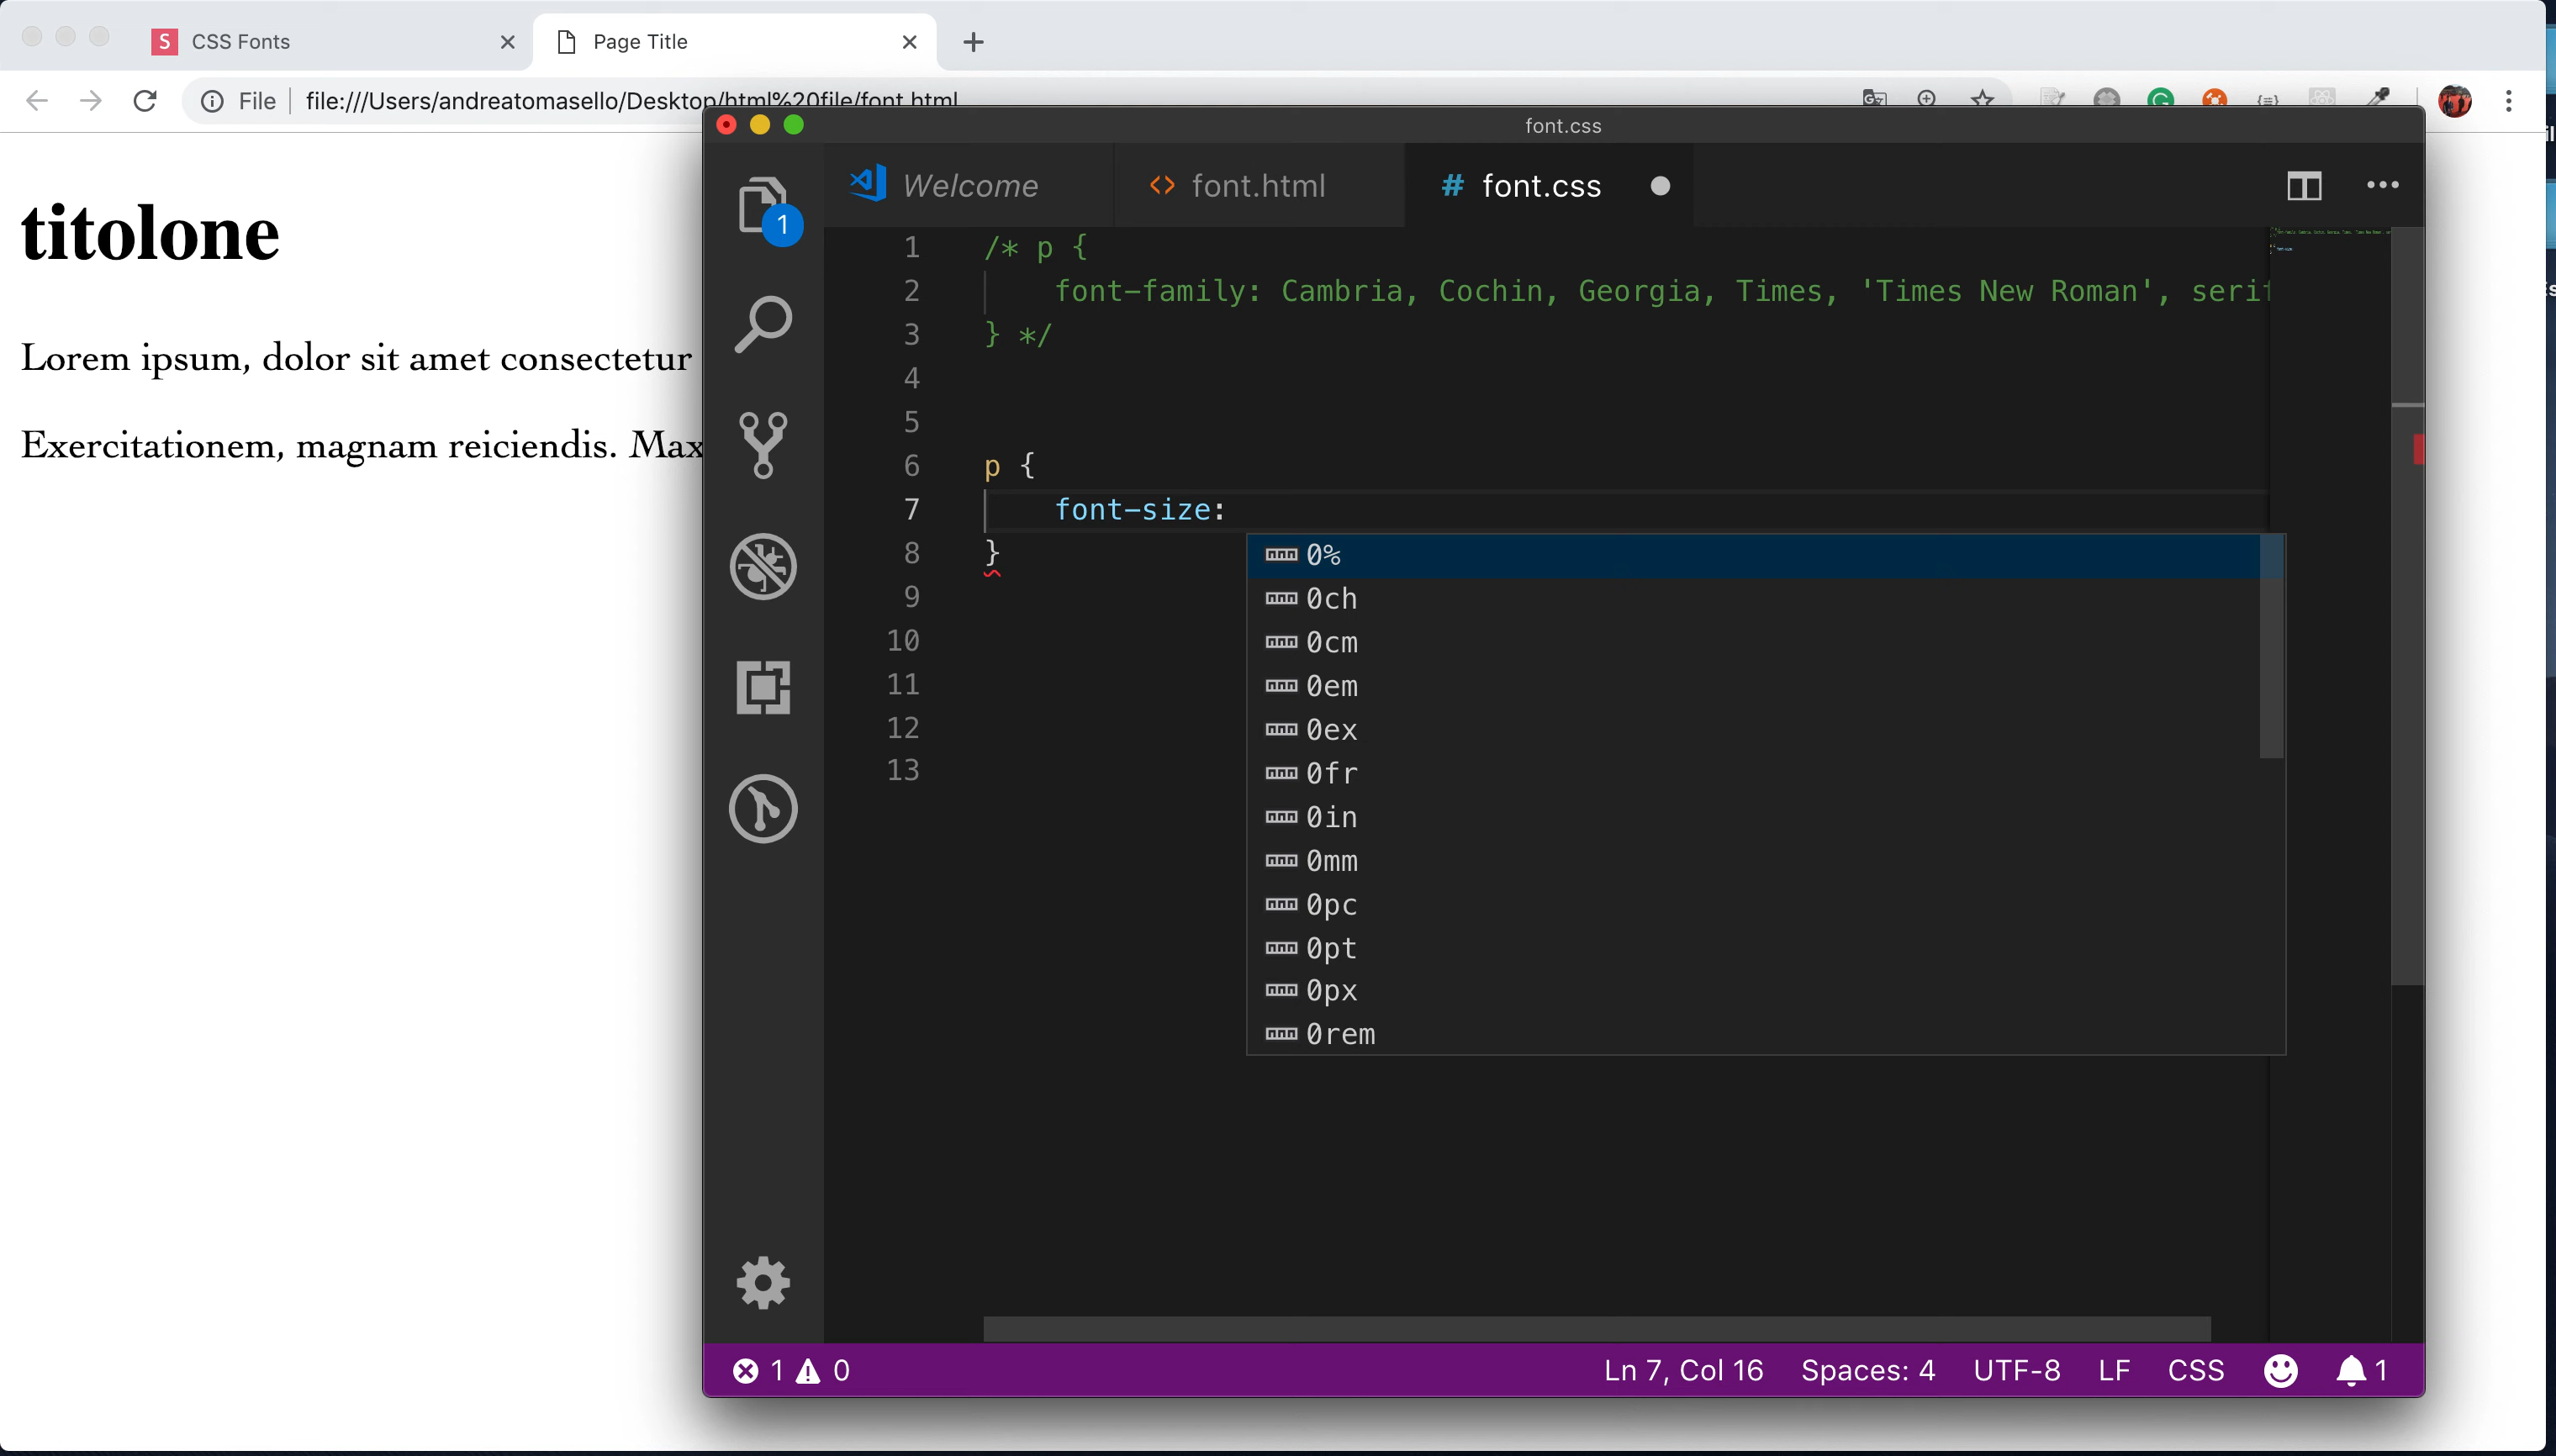 S CSS Fonts
Page Title
File file:///Users/andreatomasello/Desktop/html%20file/font.html
titolone
Lorem ipsum, dolor sit amet consectetur
Exercitationem, magnam reiciendis. Max
font.css
Welcome
<> font.html
# font.css
1
1 /* p {
2 font-family: Cambria, Cochin, Georgia, Times, 'Times New Roman', serif
3 } */
4
5
6 p {
7 font-size:
8 }
9
10
11
12
13
0%
0ch
0cm
0em
0ex
0fr
0in
0mm
0pc
0pt
0px
0rem
1 0
Ln 7, Col 16 Spaces: 4 UTF-8 LF CSS 1